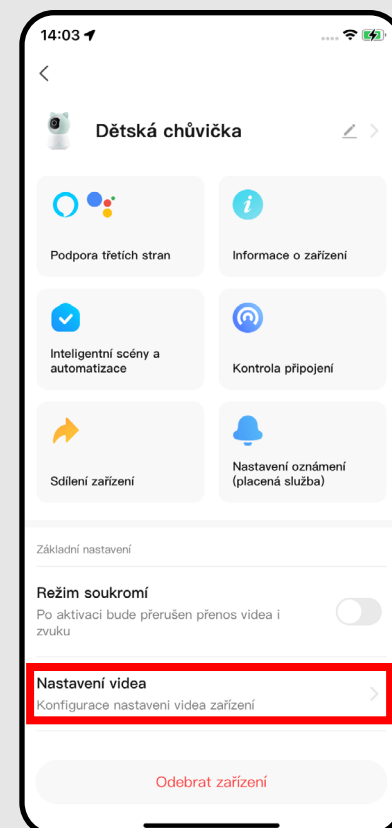 14:03
Dětská chůvička
Podpora třetích stran
Informace o zařízení
Inteligentní scény a
automatizace
Kontrola připojení
Sdílení zařízení
Nastavení oznámení
(placená služba)
Základní nastavení
Režim soukromí
Po aktivaci bude přerušen přenos videa i
zvuku
Nastavení videa
Konfigurace nastaveni videa zařízení
Odebrat zařízení